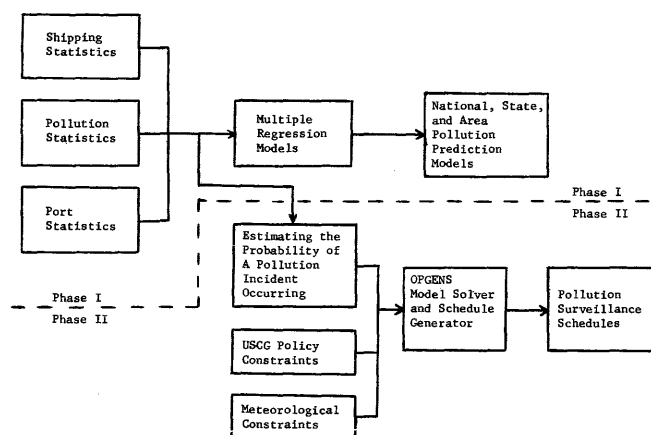 Shipping
Statistics
Pollution
Statistics
Port
Statistics
Multiple
Regression
Models
National, State,
and Area
Pollution
Prediction
Models
Phase I
Phase II
Phase I
Phase II
Estimating the
Probability of
A Pollution
Incident
Occurring
USCG Policy
Constraints
Meteorological
Constraints
OPGENS
Model Solver
and Schedule
Generator
Pollution
Surveillance
Schedules